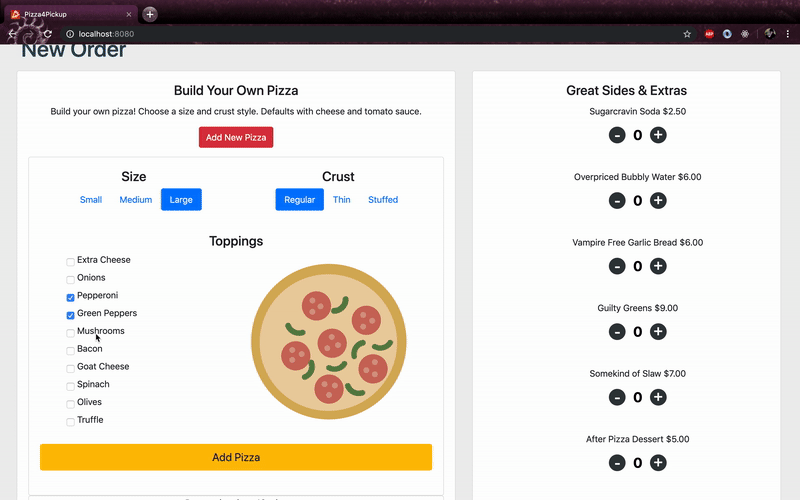 Pizza4Pickup
localhost:8080
ABP
New Order
Build Your Own Pizza
Build your own pizza! Choose a size and crust style. Defaults with cheese and tomato sauce.
Add New Pizza
Size
Crust
Small Medium Large
Regular Thin Stuffed
Toppings
Extra Cheese
Onions
Pepperoni
Green Peppers
Mushrooms
Bacon
Goat Cheese
Spinach
Olives
Truffle
Add Pizza
Great Sides & Extras
Sugarcravin Soda $2.50
- 0 +
Overpriced Bubbly Water $6.00
- 0 +
Vampire Free Garlic Bread $6.00
- 0 +
Guilty Greens $9.00
- 0 +
Somekind of Slaw $7.00
- 0 +
After Pizza Dessert $5.00
- 0 +